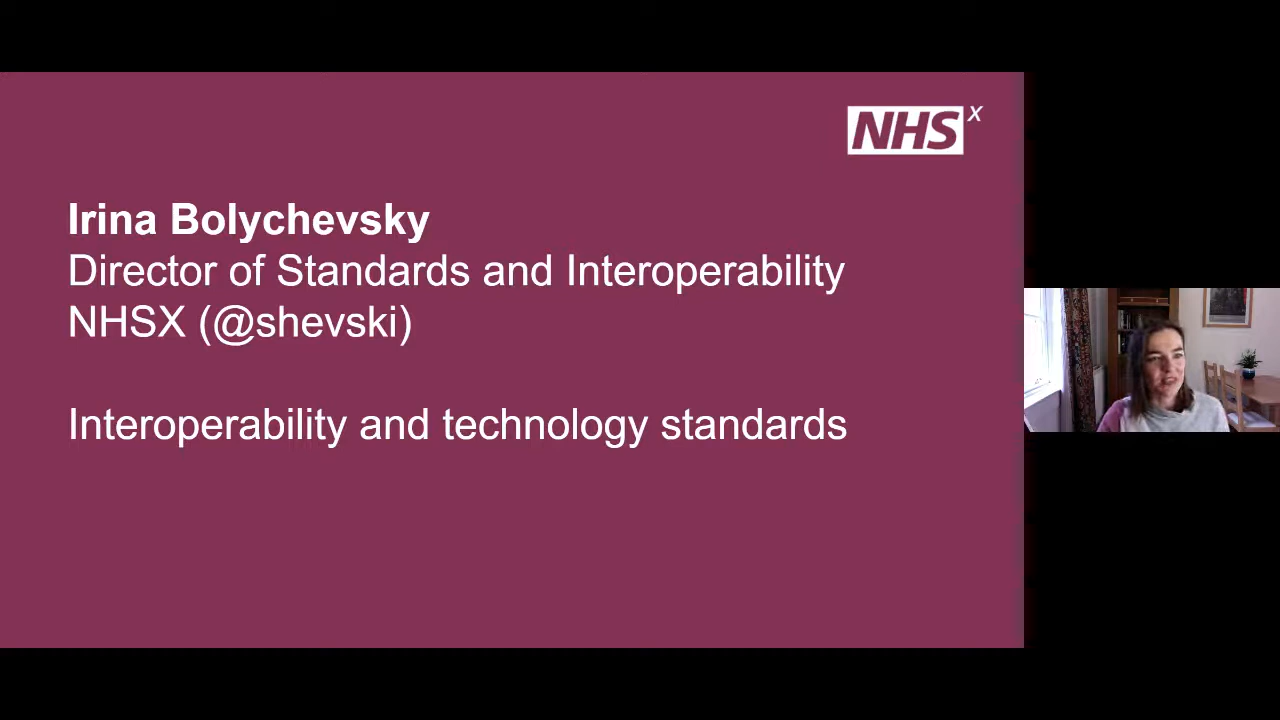 NHSX
Irina Bolychevsky
Director of Standards and Interoperability
NHSX (@shevski)
Interoperability and technology standards